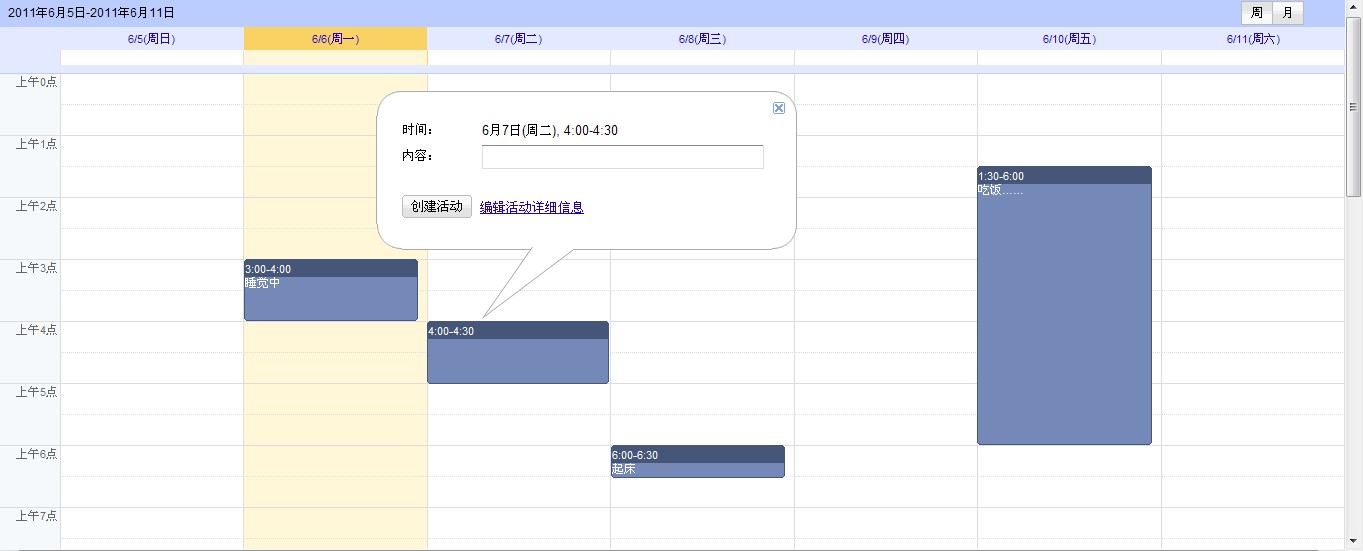 2011年6月5日-2011年6月11日 周 月
6/5(周日) 6/6(周一) 6/7(周二) 6/8(周三) 6/9(周四) 6/10(周五) 6/11(周六)
上午0点
时间： 6月7日(周二), 4:00-4:30
上午1点
内容：
1:30-6:00
吃饭……
上午2点
创建活动 编辑活动详细信息
上午3点
3:00-4:00
睡觉中
上午4点
4:00-4:30
上午5点
上午6点
6:00-6:30
起床
上午7点